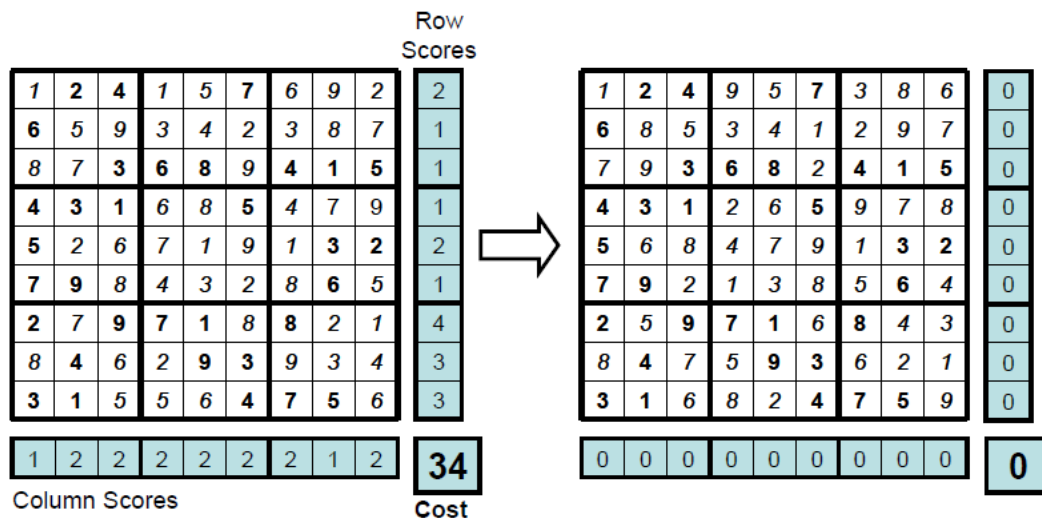 Row
Scores
1 2 4 1 5 7 6 9 2 2 1 2 4 9 5 7 3 8 6 0
6 5 9 3 4 2 3 8 7 1 6 8 5 3 4 1 2 9 7 0
8 7 3 6 8 9 4 1 5 1 7 9 3 6 8 2 4 1 5 0
4 3 1 6 8 5 4 7 9 1 4 3 1 2 6 5 9 7 8 0
5 2 6 7 1 9 1 3 2 2 5 6 8 4 7 9 1 3 2 0
7 9 8 4 3 2 8 6 5 1 7 9 2 1 3 8 5 6 4 0
2 7 9 7 1 8 8 2 1 4 2 5 9 7 1 6 8 4 3 0
8 4 6 2 9 3 9 3 4 3 8 4 7 5 9 3 6 2 1 0
3 1 5 5 6 4 7 5 6 3 3 1 6 8 2 4 7 5 9 0
1 2 2 2 2 2 2 1 2 34 0 0 0 0 0 0 0 0 0 0
Column Scores Cost